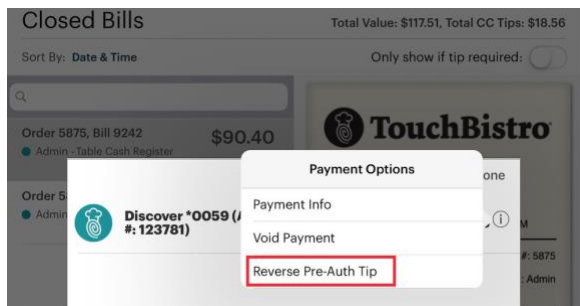 Closed Bills
Total Value: $117.51, Total CC Tips: $18.56
Sort By: Date & Time
Only show if tip required:
Order 5875, Bill 9242
$90.40
Admin - Table Cash Register
TouchBistro
Payment Options
one
Payment Info
Order 5
Admin
Discover *0059 (
#: 123781)
Void Payment
M
#: 5875
Reverse Pre-Auth Tip
: Admin